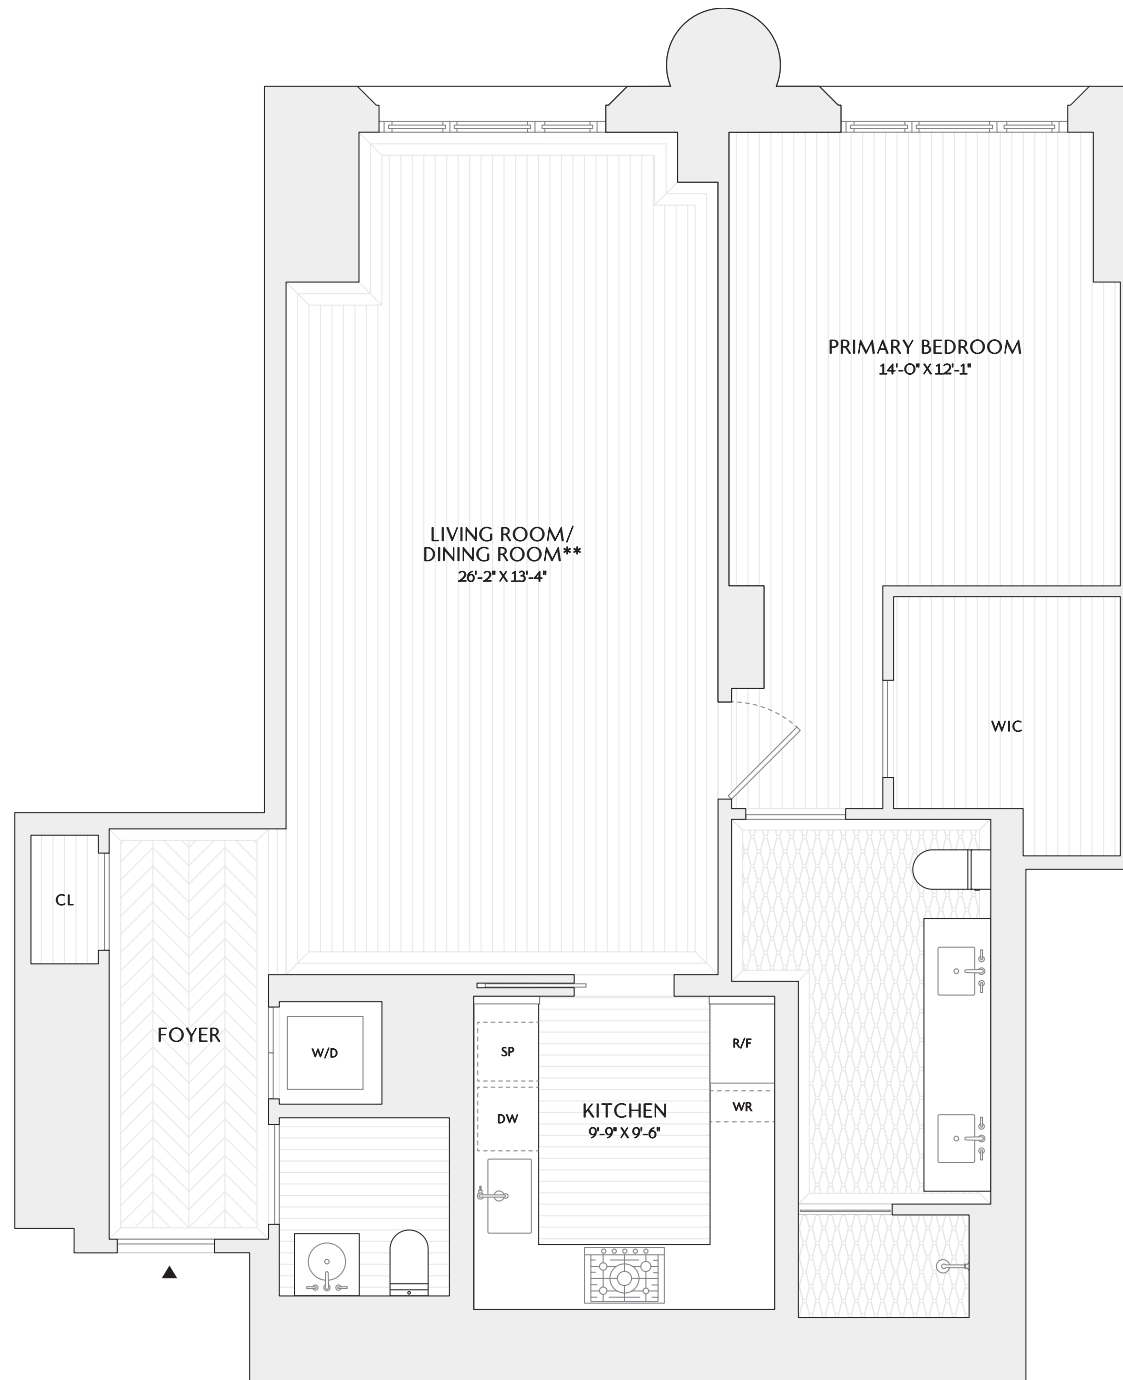 PRIMARY BEDROOM
14'-0" X 12'-1"
LIVING ROOM/
DINING ROOM**
26'-2" X 13'-4"
WIC
CL
FOYER
W/D
SP
R/F
DW
WR
KITCHEN
9'-9" X 9'-6"